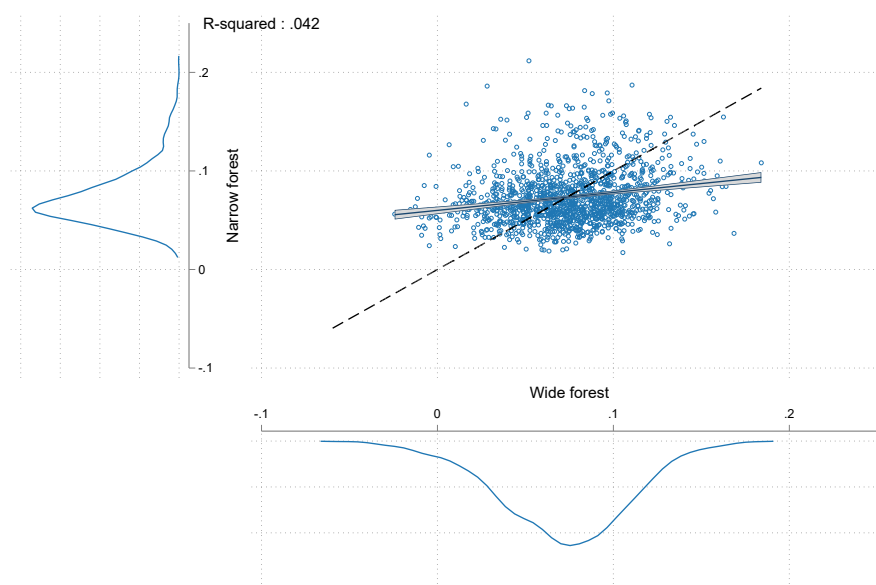 R-squared : .042
.2
.1
0
-.1
Narrow forest
Wide forest
-.1 0 .1 .2